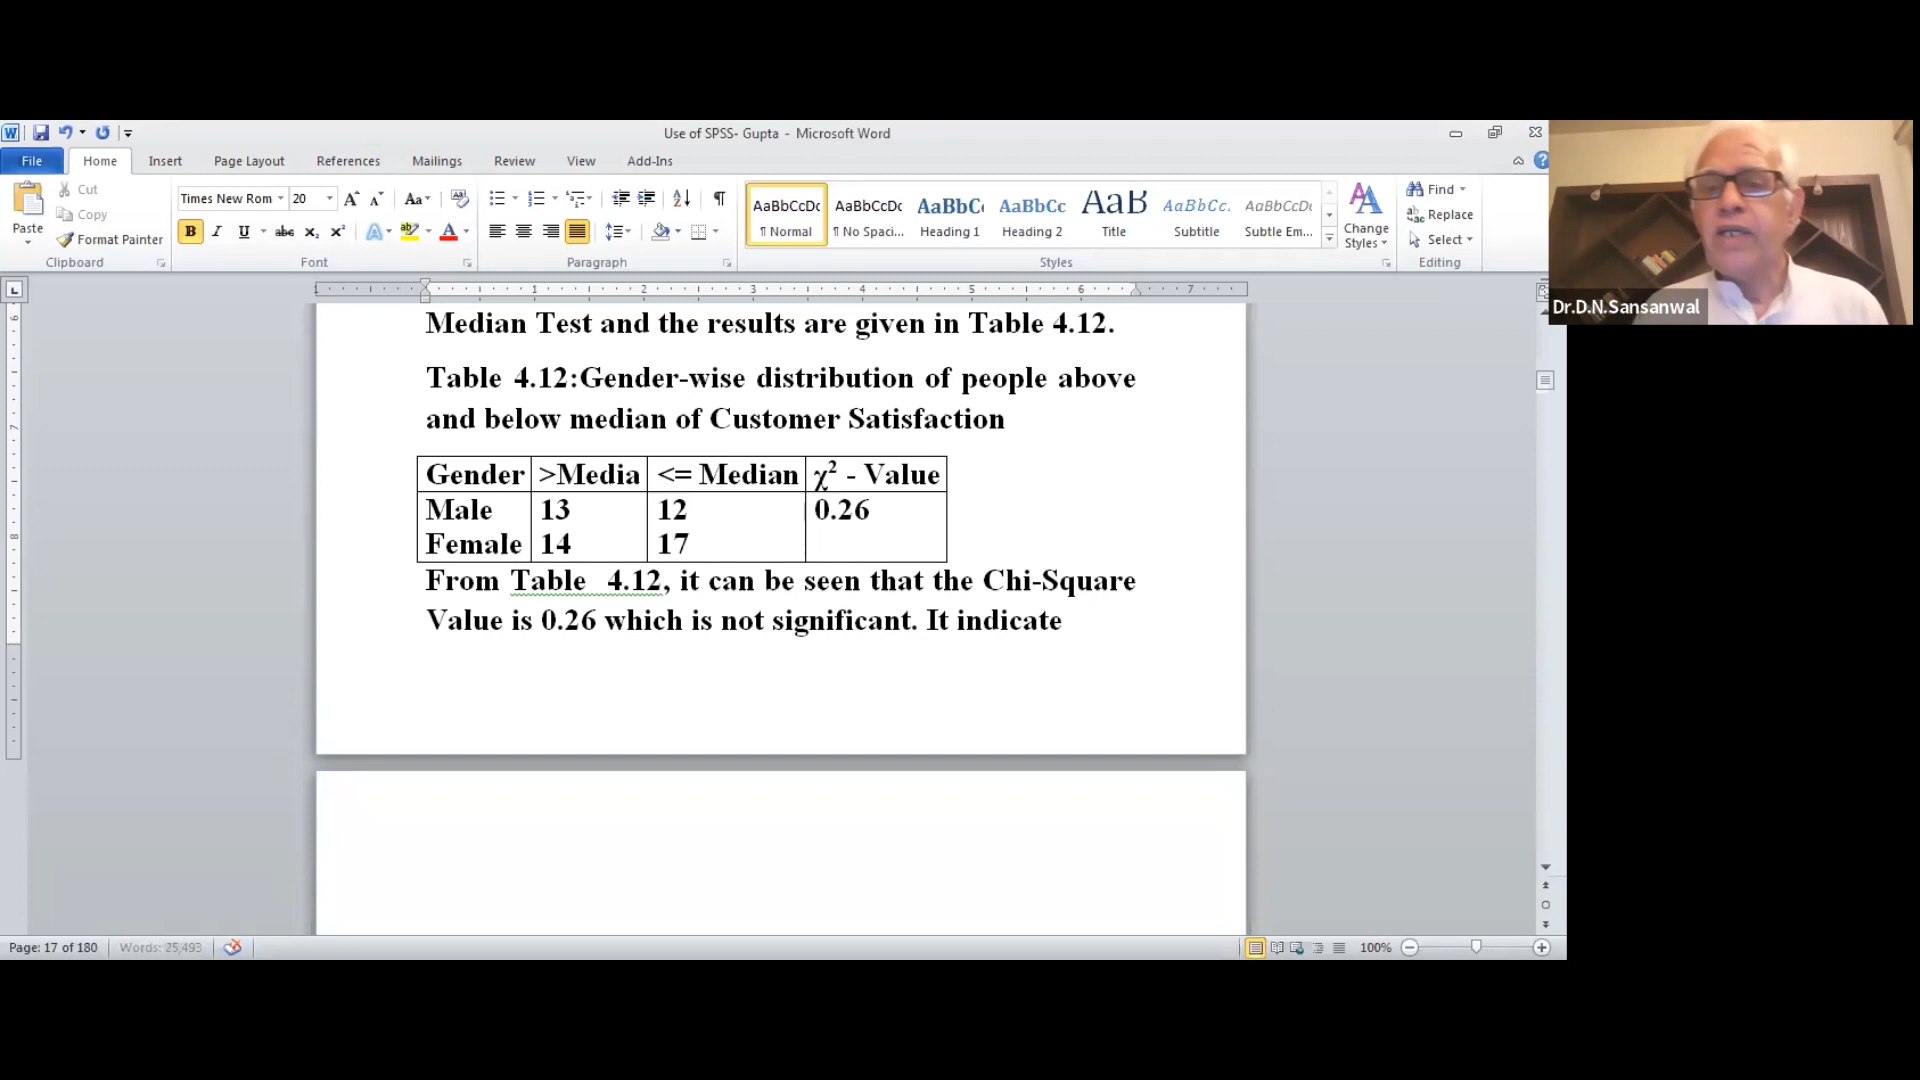 Use of SPSS- Gupta - Microsoft Word
File Home Insert Page Layout References Mailings Review View Add-Ins
Paste
Cut
Copy
Format Painter
Clipboard
Times New Rom 20
Font
Paragraph
AaBbCcDc AaBbCcDc AaBbC AaBbCc AaB AaBbCc. AaBbCcDc
¶ Normal ¶ No Spaci... Heading 1 Heading 2 Title Subtitle Subtle Em...
Change Styles
Styles
Find
Replace
Select
Editing
Dr.D.N.Sansanwal
Median Test and the results are given in Table 4.12.
Table 4.12:Gender-wise distribution of people above
and below median of Customer Satisfaction
Gender >Media <= Median χ² - Value
Male 13 12 0.26
Female 14 17
From Table 4.12, it can be seen that the Chi-Square
Value is 0.26 which is not significant. It indicate
Page: 17 of 180 Words: 25,493 100%